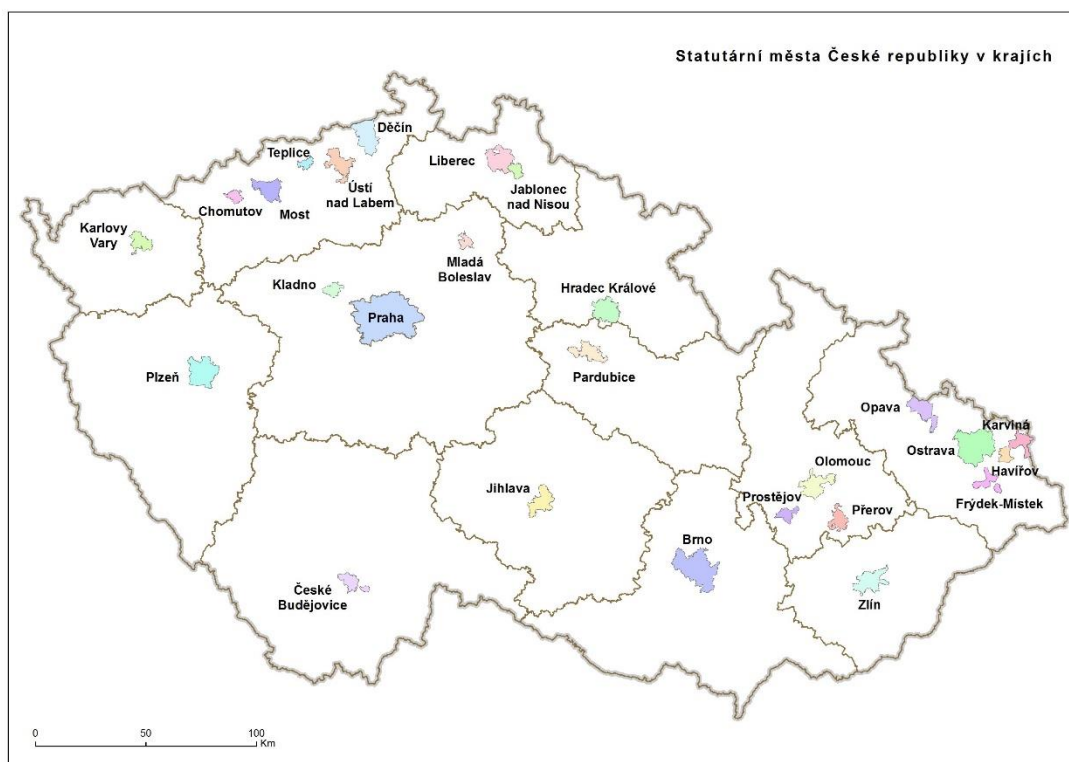 Statutární města České republiky v krajích
Děčín
Teplice
Liberec
Ústí
nad Labem
Jablonec
nad Nisou
Chomutov
Most
Karlovy
Vary
Mladá
Boleslav
Kladno
Hradec Králové
Praha
Plzeň
Pardubice
Opava
Karviná
Ostrava
Havířov
Olomouc
Frýdek-Místek
Jihlava
Prostějov
Přerov
Brno
České
Budějovice
Zlín
0 50 100
Km